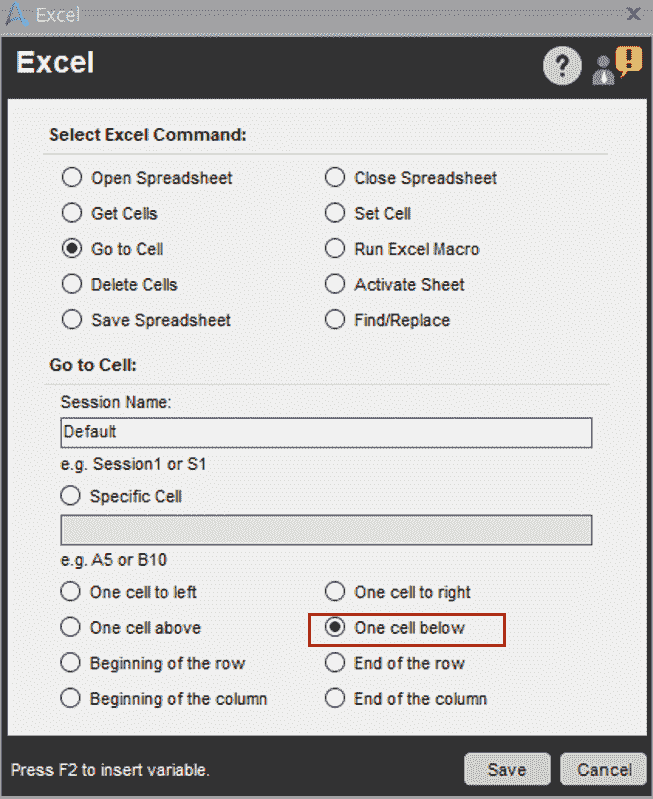 Excel
Excel
?
!
Select Excel Command:
Open Spreadsheet Close Spreadsheet
Get Cells Set Cell
Go to Cell Run Excel Macro
Delete Cells Activate Sheet
Save Spreadsheet Find/Replace
Go to Cell:
Session Name:
Default
e.g. Session1 or S1
Specific Cell
e.g. A5 or B10
One cell to left One cell to right
One cell above One cell below
Beginning of the row End of the row
Beginning of the column End of the column
Press F2 to insert variable. Save Cancel